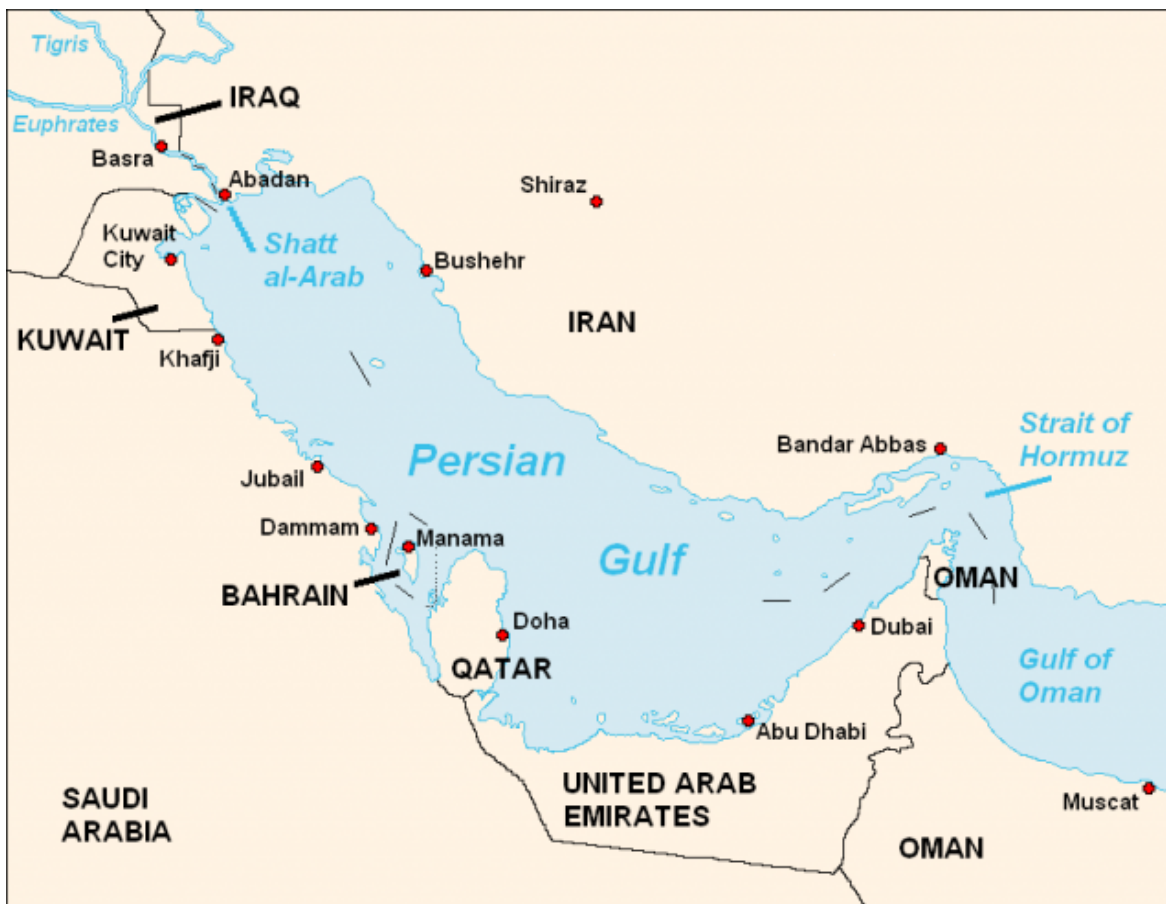 Tigris
IRAQ
Euphrates
Basra
Abadan
Shiraz
Kuwait
City
Shatt
al-Arab
Bushehr
IRAN
KUWAIT
Khafji
Strait of
Hormuz
Bandar Abbas
Persian
Jubail
Dammam
Manama
Gulf
BAHRAIN
OMAN
Doha
Dubai
QATAR
Gulf of
Oman
Abu Dhabi
UNITED ARAB
EMIRATES
SAUDI
ARABIA
Muscat
OMAN